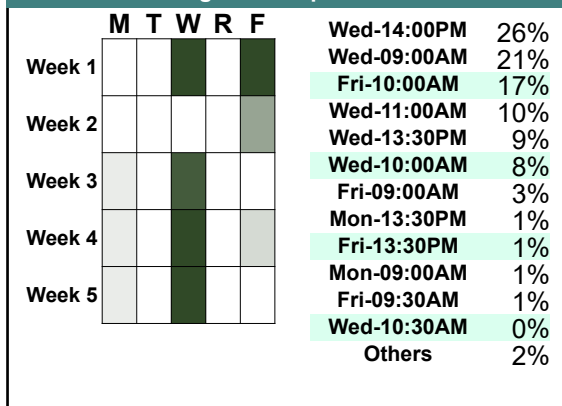 M T W R F
Week 1
Week 2
Week 3
Week 4
Week 5
Wed-14:00PM 26%
Wed-09:00AM 21%
Fri-10:00AM 17%
Wed-11:00AM 10%
Wed-13:30PM 9%
Wed-10:00AM 8%
Fri-09:00AM 3%
Mon-13:30PM 1%
Fri-13:30PM 1%
Mon-09:00AM 1%
Fri-09:30AM 1%
Wed-10:30AM 0%
Others 2%